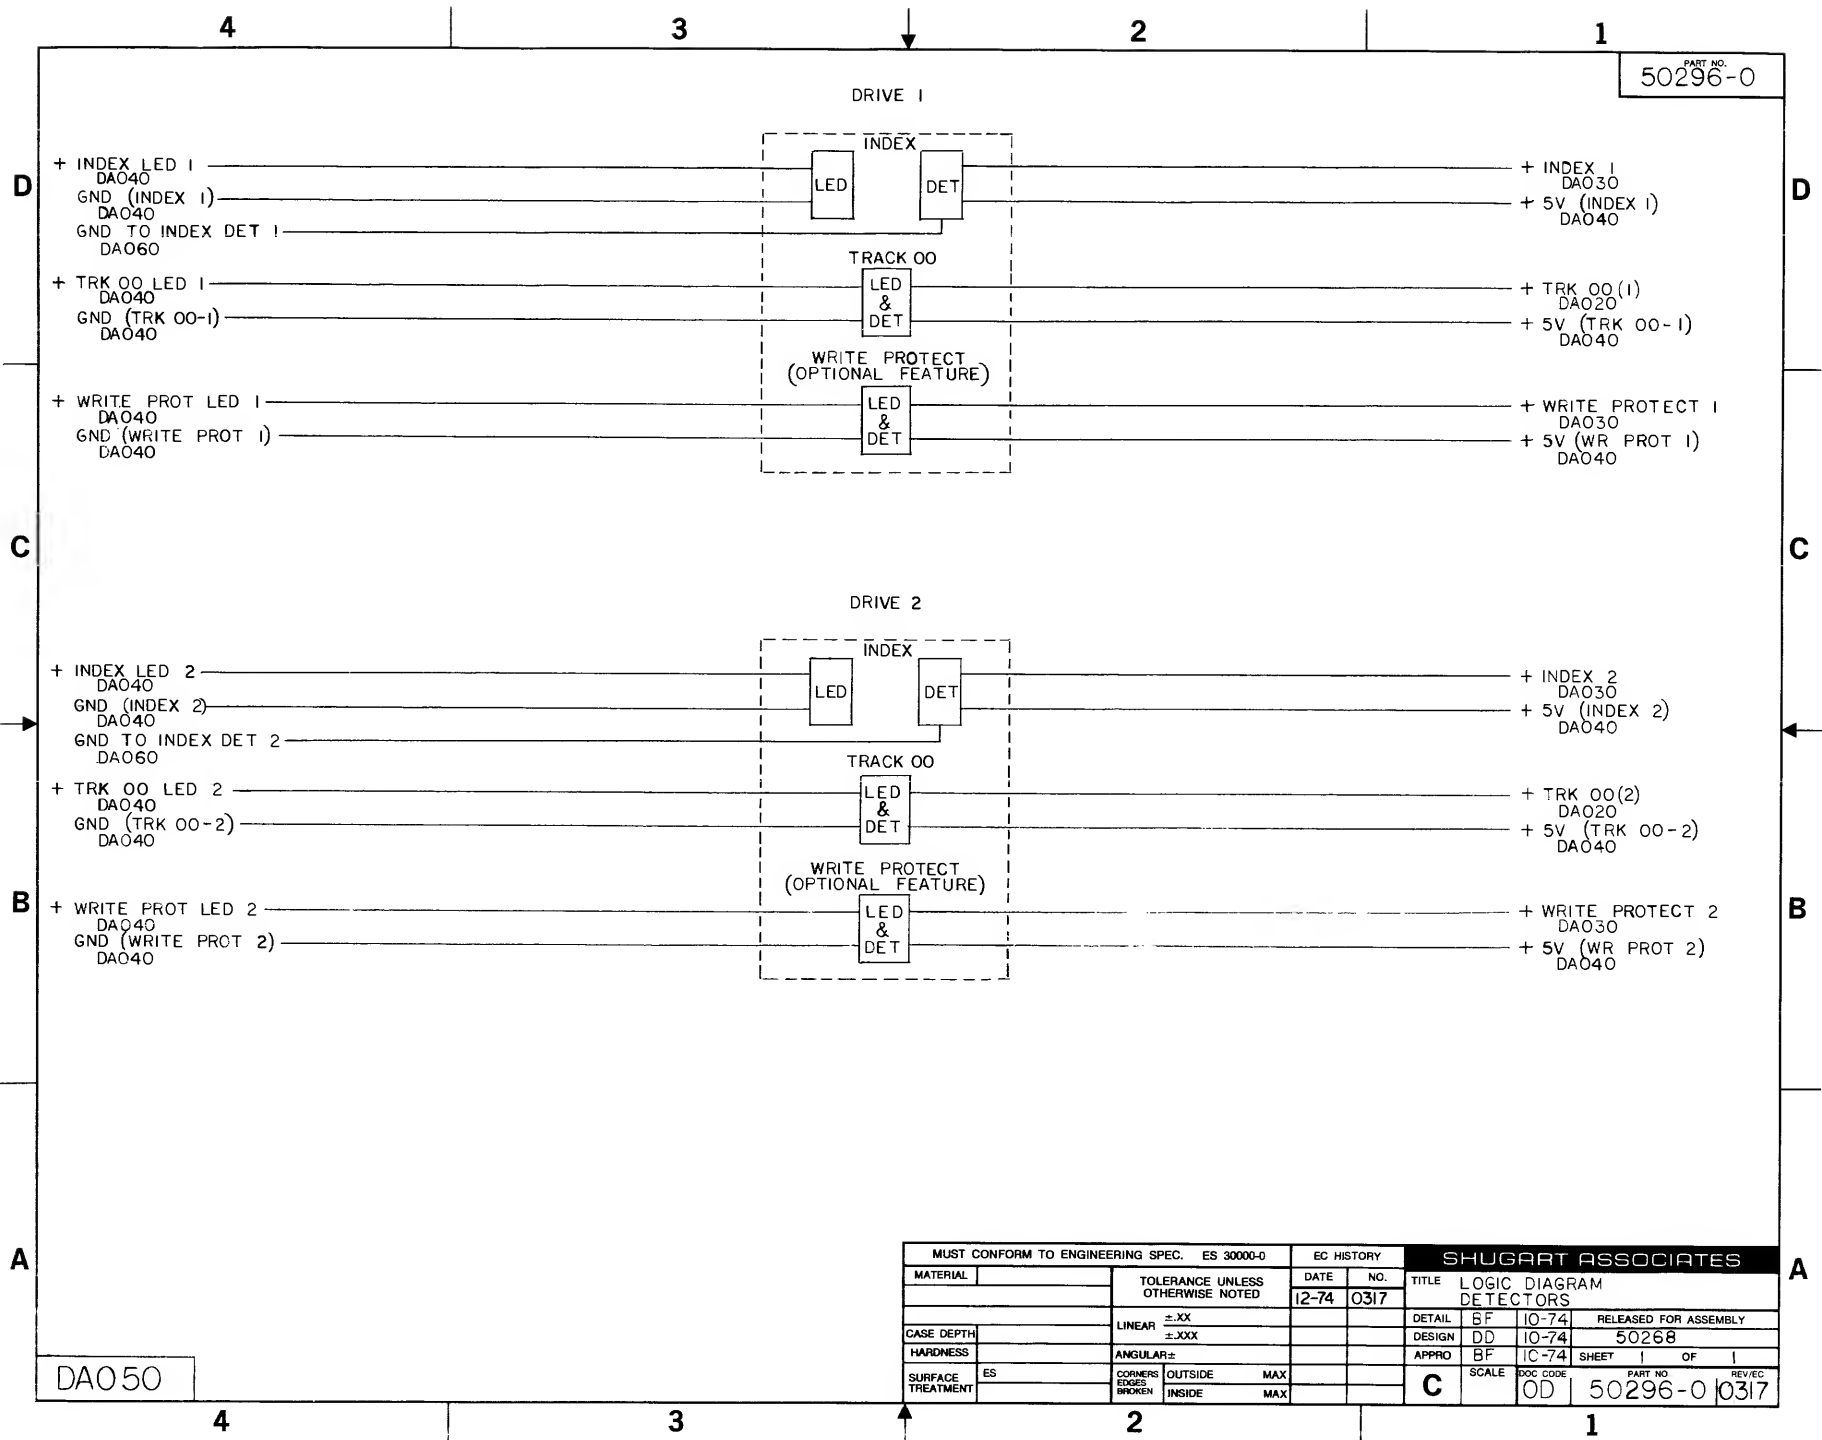 4 3 2 1
PART NO.
50296-0
DRIVE 1
INDEX
+ INDEX LED 1
DA040
GND (INDEX 1)
DA040
GND TO INDEX DET 1
DA060
LED
DET
+ INDEX 1
DA030
+ 5V (INDEX 1)
DA040
D
D
TRACK 00
+ TRK 00 LED 1
DA040
GND (TRK 00-1)
DA040
LED
&
DET
+ TRK 00(1)
DA020
+ 5V (TRK 00-1)
DA040
WRITE PROTECT
(OPTIONAL FEATURE)
+ WRITE PROT LED 1
DA040
GND (WRITE PROT 1)
DA040
LED
&
DET
+ WRITE PROTECT 1
DA030
+ 5V (WR PROT 1)
DA040
C
C
DRIVE 2
INDEX
+ INDEX LED 2
DA040
GND (INDEX 2)
DA040
GND TO INDEX DET 2
DA060
LED
DET
+ INDEX 2
DA030
+ 5V (INDEX 2)
DA040
TRACK 00
+ TRK 00 LED 2
DA040
GND (TRK 00-2)
DA040
LED
&
DET
+ TRK 00(2)
DA020
+ 5V (TRK 00-2)
DA040
WRITE PROTECT
(OPTIONAL FEATURE)
B
B
+ WRITE PROT LED 2
DA040
GND (WRITE PROT 2)
DA040
LED
&
DET
+ WRITE PROTECT 2
DA030
+ 5V (WR PROT 2)
DA040
A
A
MUST CONFORM TO ENGINEERING SPEC. ES 30000-0
MATERIAL
CASE DEPTH
HARDNESS
SURFACE
TREATMENT
ES
TOLERANCE UNLESS
OTHERWISE NOTED
LINEAR
±.XX
±.XXX
ANGULAR±
CORNERS
EDGES
BROKEN
OUTSIDE MAX
INSIDE MAX
EC HISTORY
DATE NO.
12-74 0317
SHUGART ASSOCIATES
TITLE LOGIC DIAGRAM
DETECTORS
DETAIL BF 10-74 RELEASED FOR ASSEMBLY
DESIGN DD 10-74 50268
APPRO BF 10-74 SHEET 1 OF 1
C
SCALE
DOC CODE
OD
PART NO
50296-0
REV/EC
0317
DA050
4 3 2 1